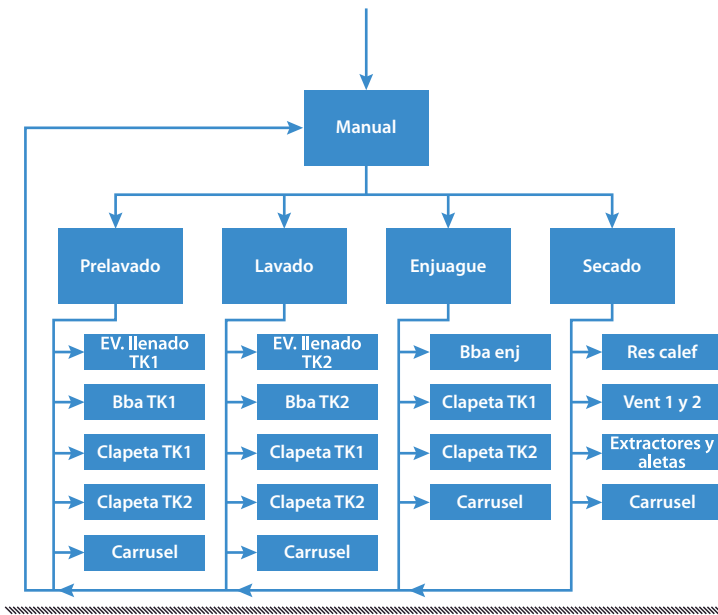 Manual
Prelavado
Lavado
Enjuague
Secado
EV. llenado
TK1
Bba TK1
Clapeta TK1
Clapeta TK2
Carrusel
EV. llenado
TK2
Bba TK2
Clapeta TK1
Clapeta TK2
Carrusel
Bba enj
Clapeta TK1
Clapeta TK2
Carrusel
Res calef
Vent 1 y 2
Extractores y
aletas
Carrusel